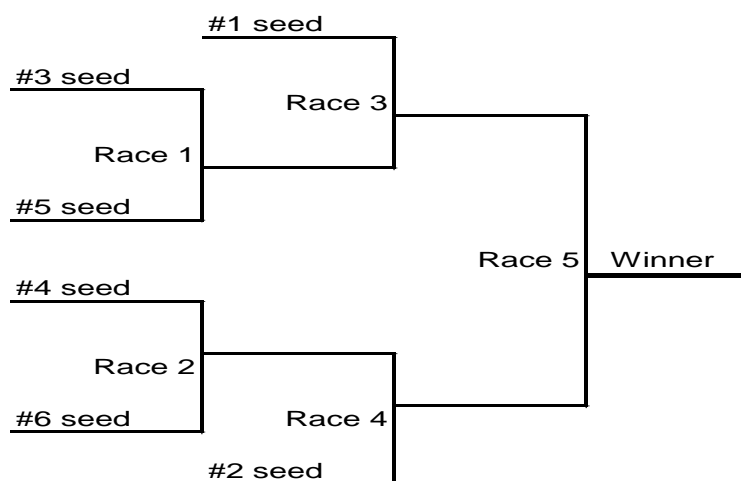 #1 seed
#3 seed
Race 3
Race 1
#5 seed
Race 5 Winner
#4 seed
Race 2
#6 seed
Race 4
#2 seed